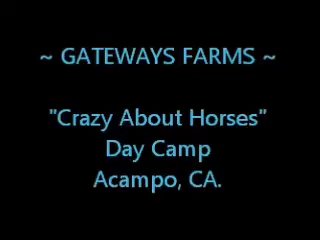 ~ GATEWAYS FARMS ~
"Crazy About Horses"
Day Camp
Acampo, CA.